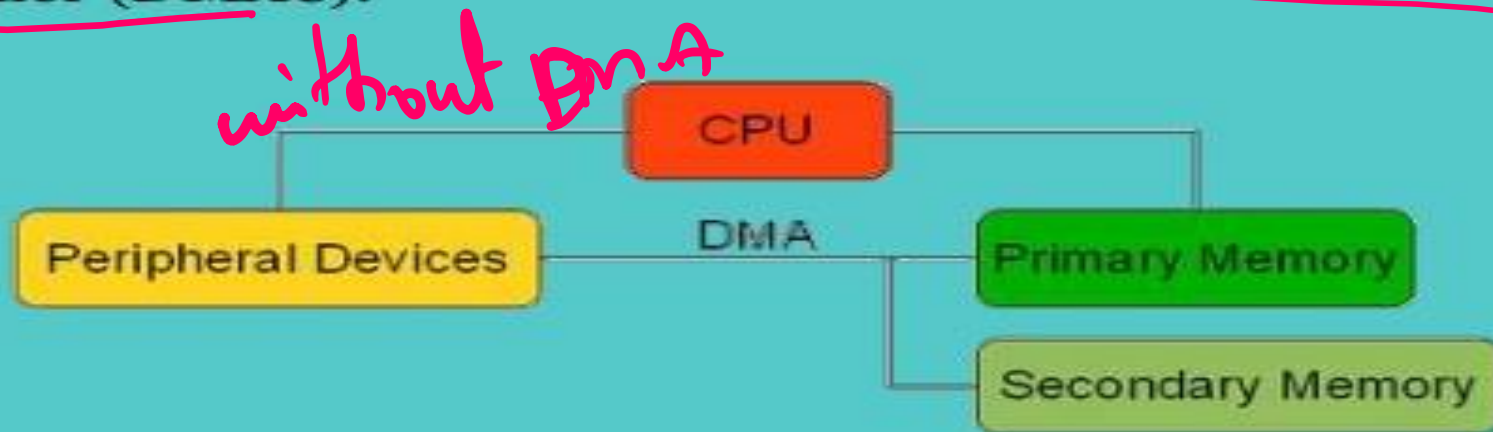 without DMA
CPU
DMA
Peripheral Devices
Primary Memory
Secondary Memory